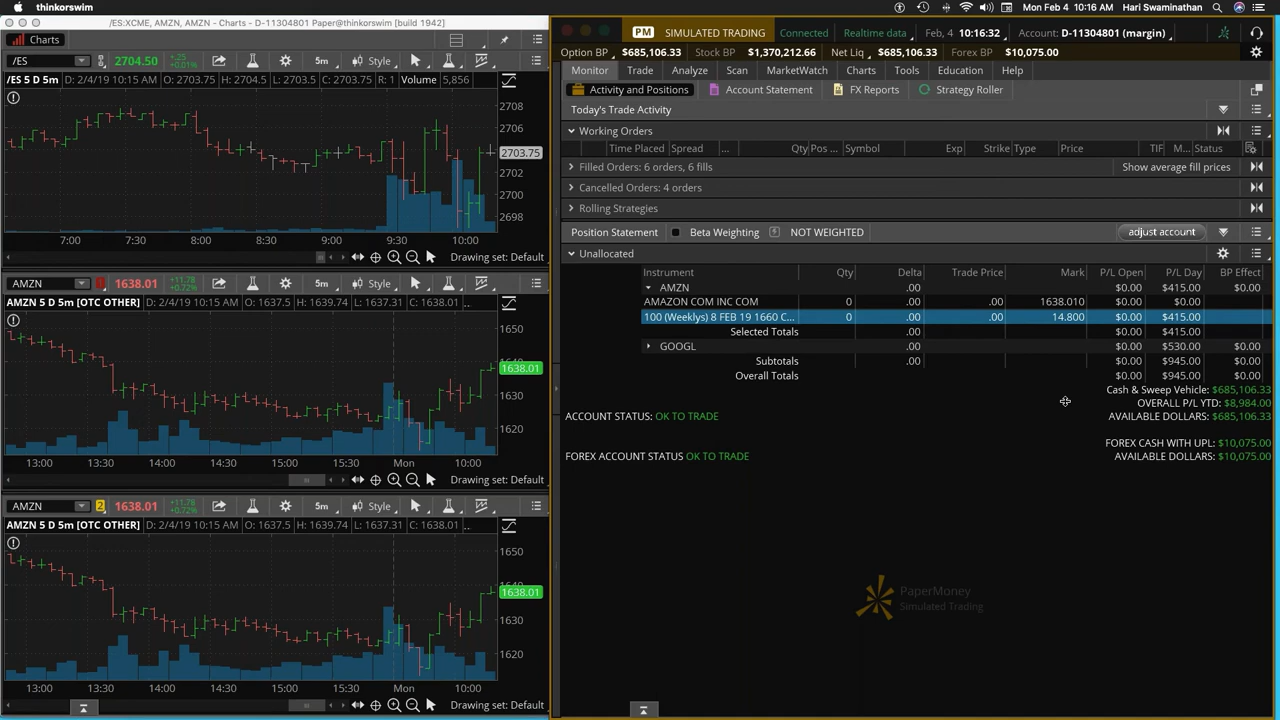 thinkorswim
Mon Feb 4 10:16 AM Hari Swaminathan
/ES:XCME, AMZN, AMZN - Charts - D-11304801 Paper@thinkorswim [build 1942]
Charts
/ES 2704.50 +.25 +0.01% 5m Style
/ES 5 D 5m D: 2/4/19 10:15 AM O: 2703.75 H: 2704.5 L: 2703.5 C: 2703.75 R: 1 Volume 5,856
2708
2706
2703.75
2702
2700
2698
7:00 7:30 8:00 8:30 9:00 9:30 10:00
Drawing set: Default
AMZN 1 1638.01 +11.78 +0.72% 5m Style
AMZN 5 D 5m [OTC OTHER] D: 2/4/19 10:15 AM O: 1637.5 H: 1639.74 L: 1637.31 C: 1638.01 ..
1650
1640
1638.01
1630
1620
13:00 13:30 14:00 14:30 15:00 15:30 Mon 10:00
Drawing set: Default
AMZN 2 1638.01 +11.78 +0.72% 5m Style
AMZN 5 D 5m [OTC OTHER] D: 2/4/19 10:15 AM O: 1637.5 H: 1639.74 L: 1637.31 C: 1638.01 ..
1650
1638.01
1630
1620
13:00 13:30 14:00 14:30 15:00 15:30 Mon 10:00
Drawing set: Default
PM SIMULATED TRADING Connected Realtime data Feb, 4 10:16:32 Account: D-11304801 (margin)
Option BP $685,106.33 Stock BP $1,370,212.66 Net Liq $685,106.33 Forex BP $10,075.00
Monitor Trade Analyze Scan MarketWatch Charts Tools Education Help
Activity and Positions Account Statement FX Reports Strategy Roller
Today's Trade Activity
Working Orders
Time Placed Spread ... Qty Pos ... Symbol Exp Strike Type Price TIF M... Status
Filled Orders: 6 orders, 6 fills Show average fill prices
Cancelled Orders: 4 orders
Rolling Strategies
Position Statement Beta Weighting NOT WEIGHTED adjust account
Unallocated
Instrument Qty Delta Trade Price Mark P/L Open P/L Day BP Effect
AMZN .00 $0.00 $415.00 $0.00
AMAZON COM INC COM 0 .00 .00 1638.010 $0.00 $0.00
100 (Weeklys) 8 FEB 19 1660 C... 0 .00 .00 14.800 $0.00 $415.00
Selected Totals .00 $0.00 $415.00
GOOGL .00 $0.00 $530.00 $0.00
Subtotals .00 $0.00 $945.00
Overall Totals $0.00 $945.00
Cash & Sweep Vehicle: $685,106.33
OVERALL P/L YTD: $8,984.00
ACCOUNT STATUS: OK TO TRADE AVAILABLE DOLLARS: $685,106.33
FOREX CASH WITH UPL: $10,075.00
FOREX ACCOUNT STATUS OK TO TRADE AVAILABLE DOLLARS: $10,075.00
PaperMoney
Simulated Trading